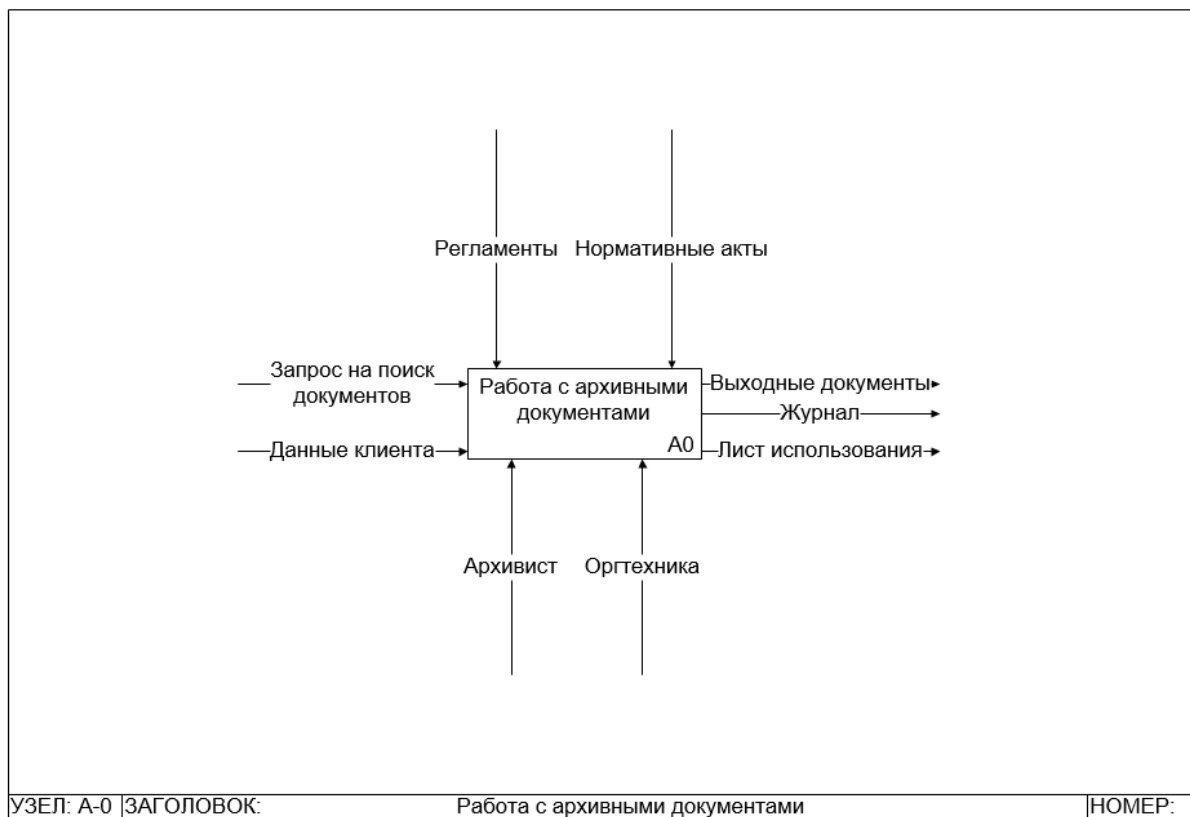 Регламенты Нормативные акты
Запрос на поиск
документов
Работа с архивными
документами
A0
Выходные документы
Журнал
Данные клиента
Лист использования
Архивист Оргтехника
УЗЕЛ: A-0 ЗАГОЛОВОК: Работа с архивными документами НОМЕР: